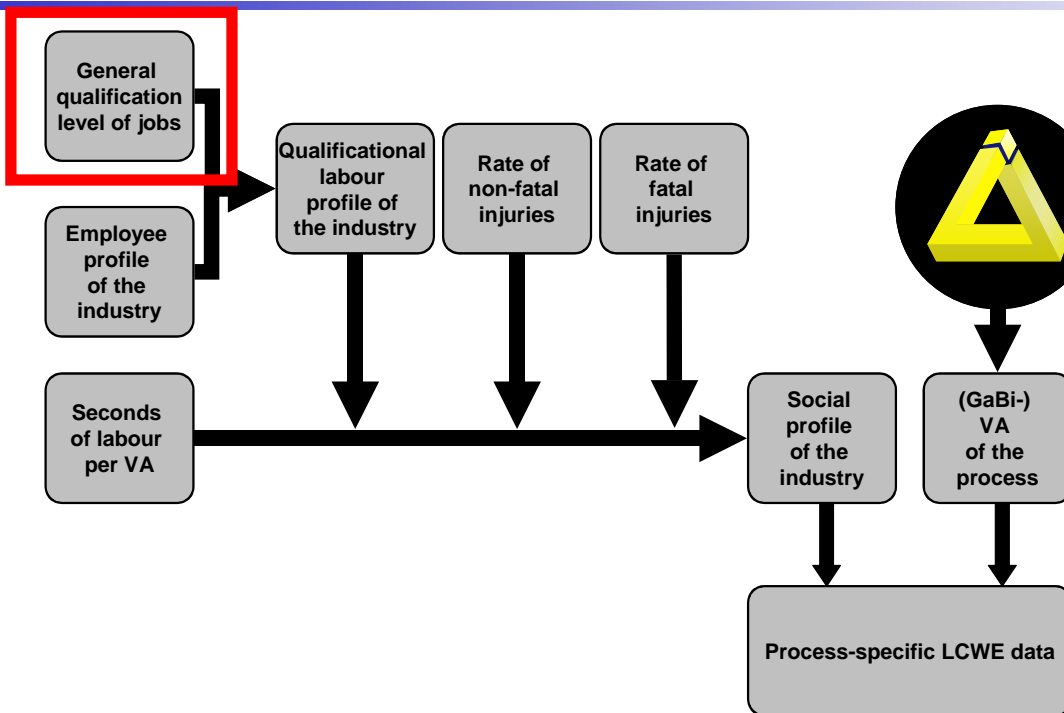 General
qualification
level of jobs
Qualificational
labour
profile of
the industry
Rate of
non-fatal
injuries
Rate of
fatal
injuries
Employee
profile
of the
industry
Seconds
of labour
per VA
Social
profile
of the
industry
(GaBi-)
VA
of the
process
Process-specific LCWE data